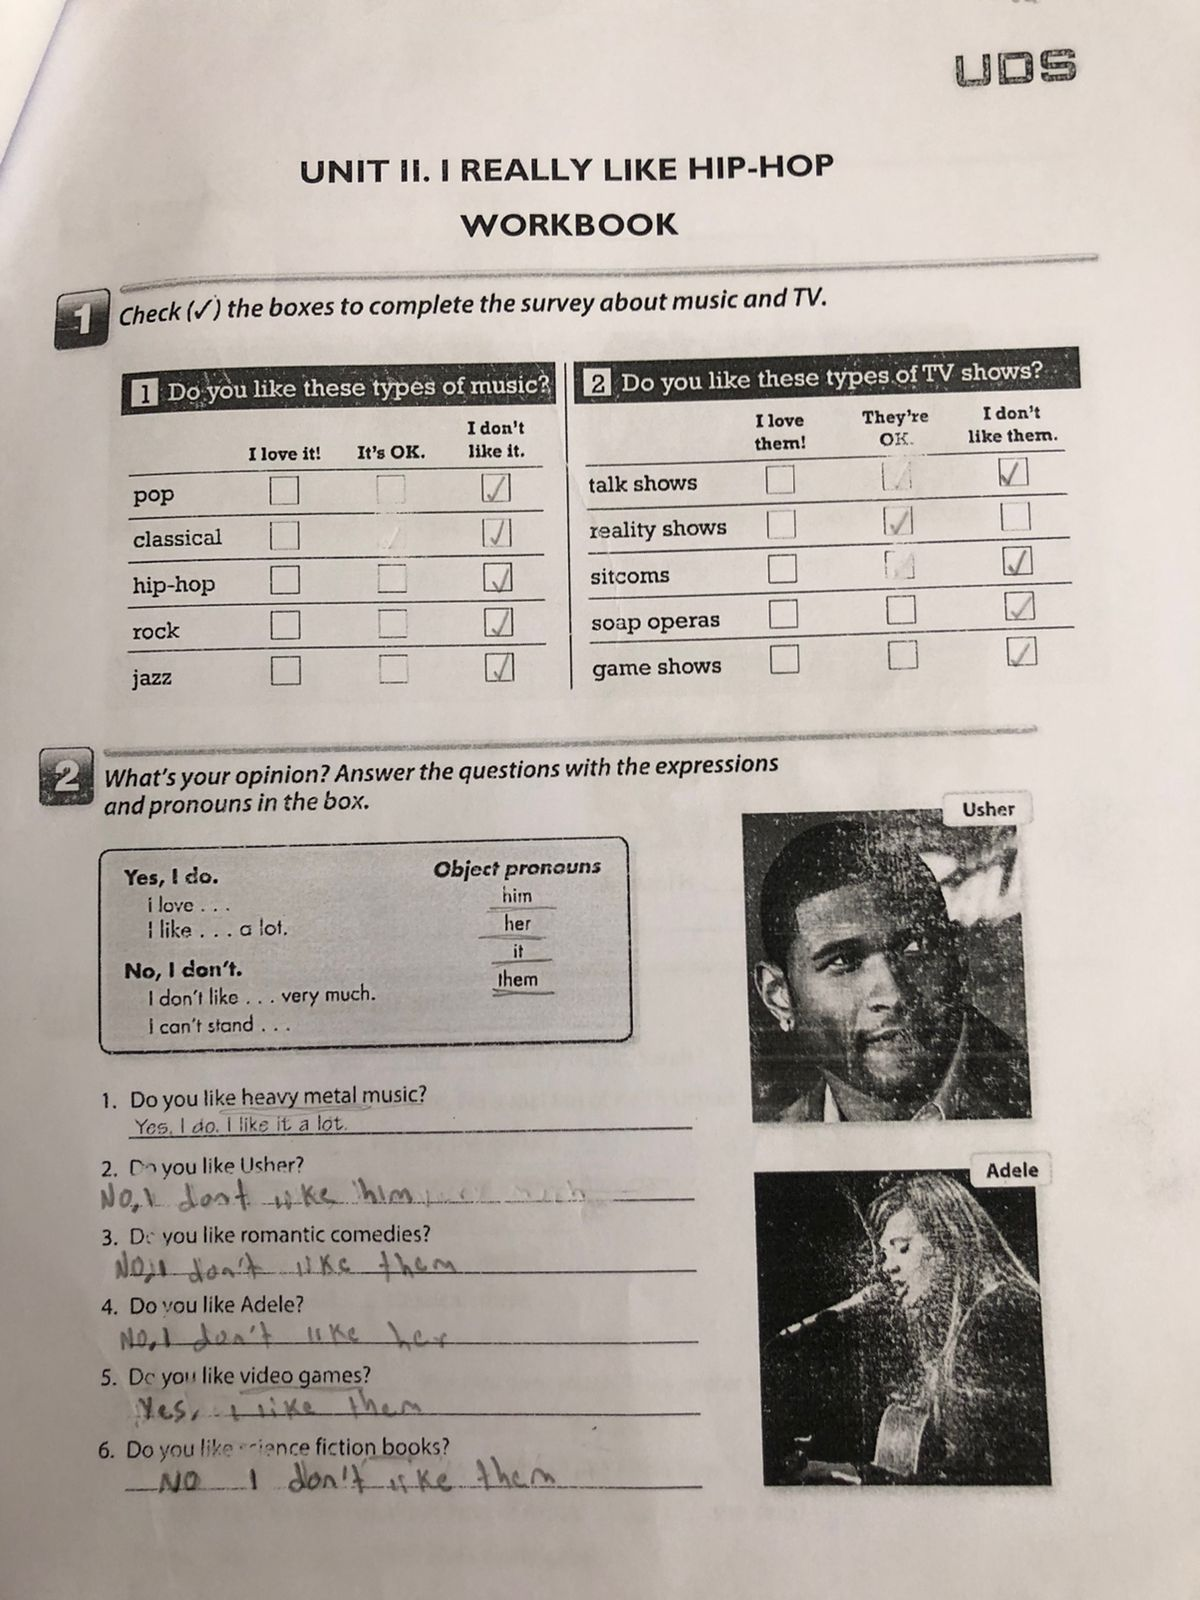 UDS
UNIT II. I REALLY LIKE HIP-HOP
WORKBOOK
1 Check (✓) the boxes to complete the survey about music and TV.
1 Do you like these types of music?
I love it! It's OK. I don't like it.
pop
classical
hip-hop
rock
jazz
2 Do you like these types of TV shows?
I love them! They're OK. I don't like them.
talk shows
reality shows
sitcoms
soap operas
game shows
2 What's your opinion? Answer the questions with the expressions
and pronouns in the box.
Yes, I do.
I love . . .
I like . . . a lot.
No, I don't.
I don't like . . . very much.
I can't stand . . .
Object pronouns
him
her
it
them
Usher
1. Do you like heavy metal music?
Yes, I do. I like it a lot.
2. Do you like Usher?
No, I dont like him
3. Do you like romantic comedies?
No, I don't like them
4. Do you like Adele?
No, I don't like her
5. Do you like video games?
Yes, I like them
6. Do you like science fiction books?
No I don't like them
Adele